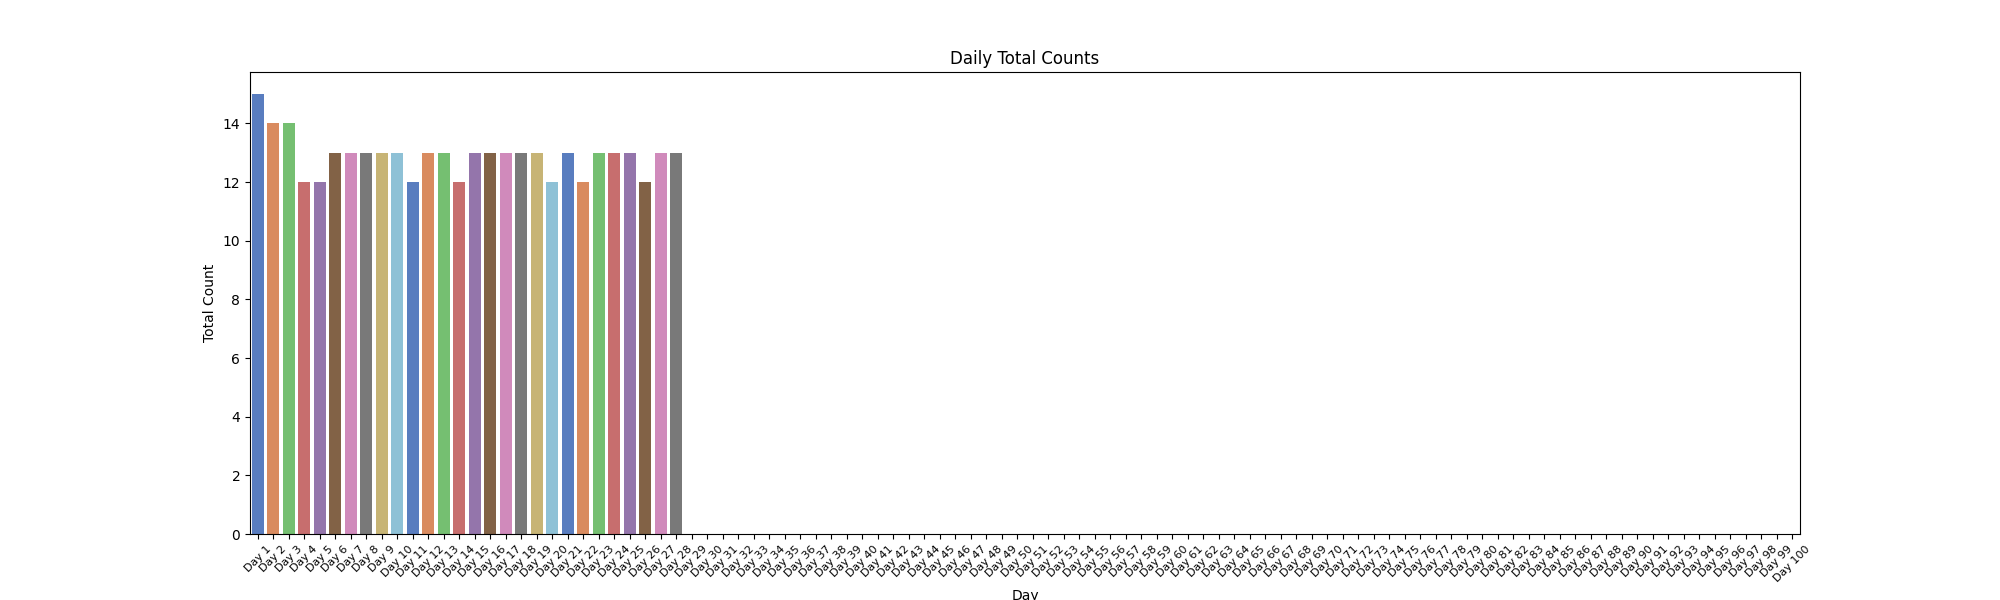 Daily Total Counts
Total Count
14
12
10
8
6
4
2
0
Day 1
Day 2
Day 3
Day 4
Day 5
Day 6
Day 7
Day 8
Day 9
Day 10
Day 11
Day 12
Day 13
Day 14
Day 15
Day 16
Day 17
Day 18
Day 19
Day 20
Day 21
Day 22
Day 23
Day 24
Day 25
Day 26
Day 27
Day 28
Day 29
Day 30
Day 31
Day 32
Day 33
Day 34
Day 35
Day 36
Day 37
Day 38
Day 39
Day 40
Day 41
Day 42
Day 43
Day 44
Day 45
Day 46
Day 47
Day 48
Day 49
Day 50
Day 51
Day 52
Day 53
Day 54
Day 55
Day 56
Day 57
Day 58
Day 59
Day 60
Day 61
Day 62
Day 63
Day 64
Day 65
Day 66
Day 67
Day 68
Day 69
Day 70
Day 71
Day 72
Day 73
Day 74
Day 75
Day 76
Day 77
Day 78
Day 79
Day 80
Day 81
Day 82
Day 83
Day 84
Day 85
Day 86
Day 87
Day 88
Day 89
Day 90
Day 91
Day 92
Day 93
Day 94
Day 95
Day 96
Day 97
Day 98
Day 99
Day 100
Day